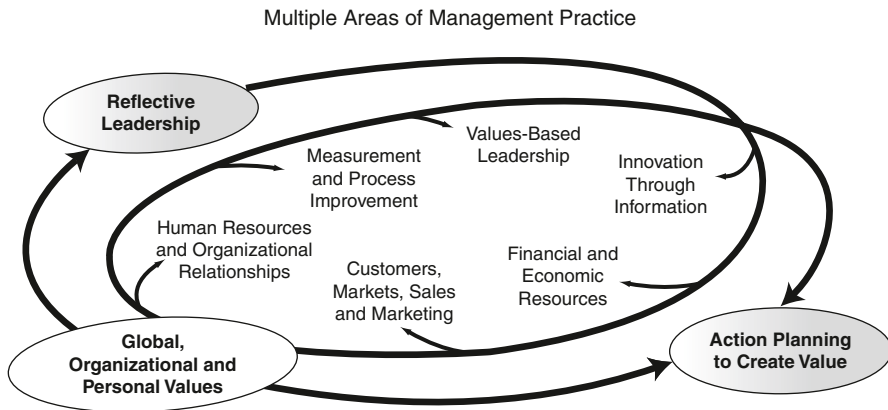 Multiple Areas of Management Practice
Reflective
Leadership
Values-Based
Leadership
Measurement
and Process
Improvement
Innovation
Through
Information
Human Resources
and Organizational
Relationships
Customers,
Markets, Sales
and Marketing
Financial and
Economic
Resources
Global,
Organizational and
Personal Values
Action Planning
to Create Value